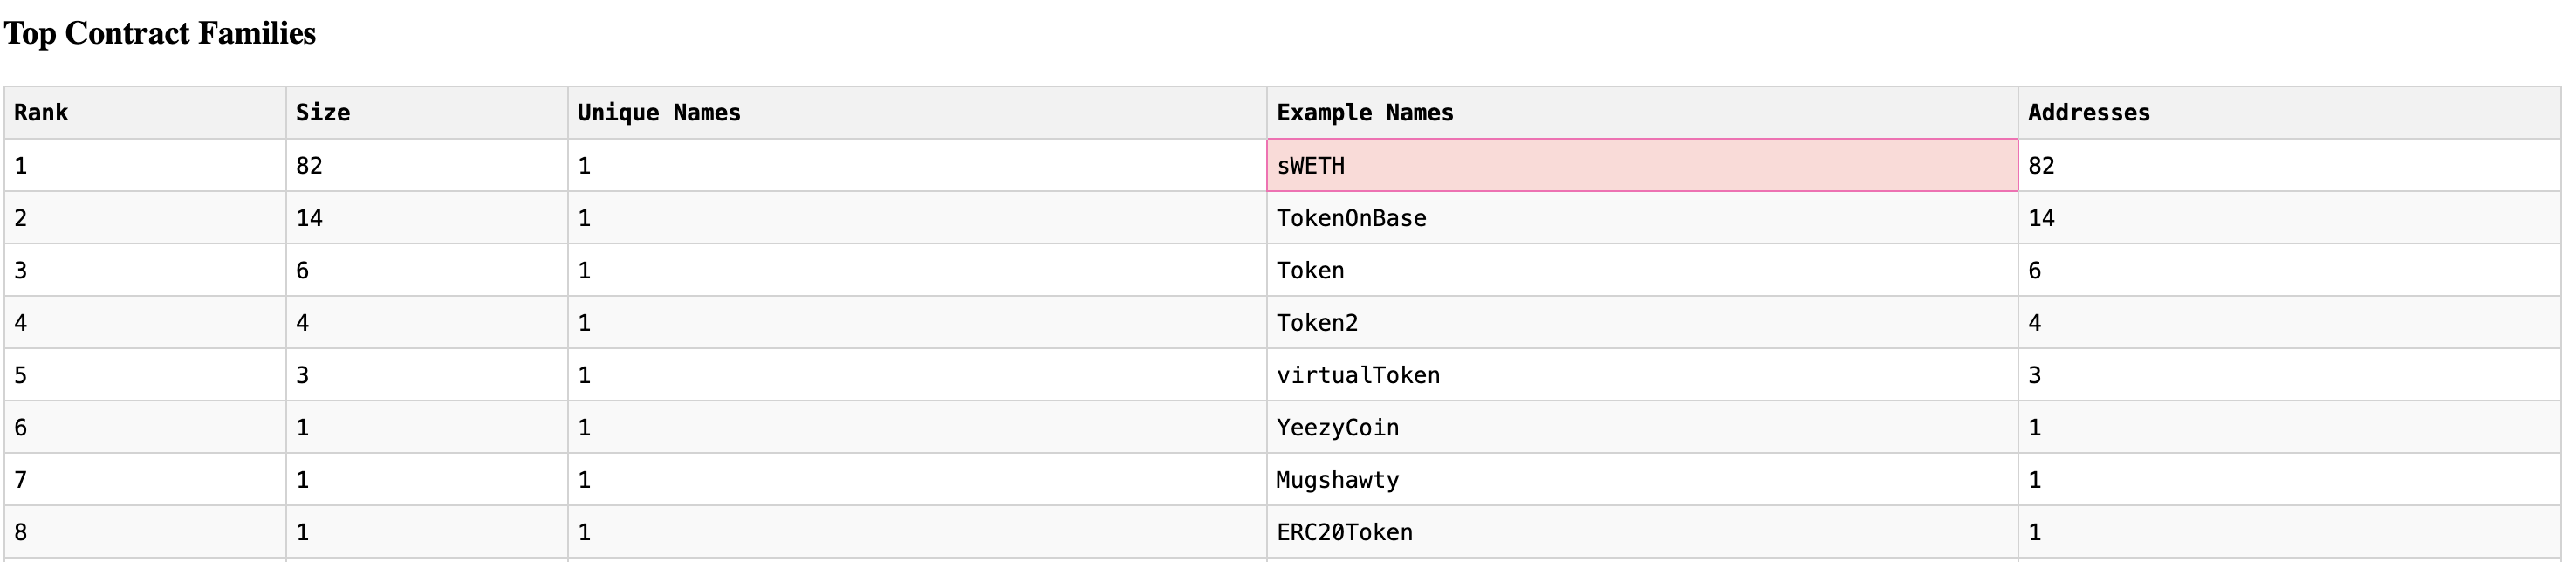 Top Contract Families
Rank Size Unique Names Example Names Addresses
1 82 1 sWETH 82
2 14 1 TokenOnBase 14
3 6 1 Token 6
4 4 1 Token2 4
5 3 1 virtualToken 3
6 1 1 YeezyCoin 1
7 1 1 Mugshawty 1
8 1 1 ERC20Token 1